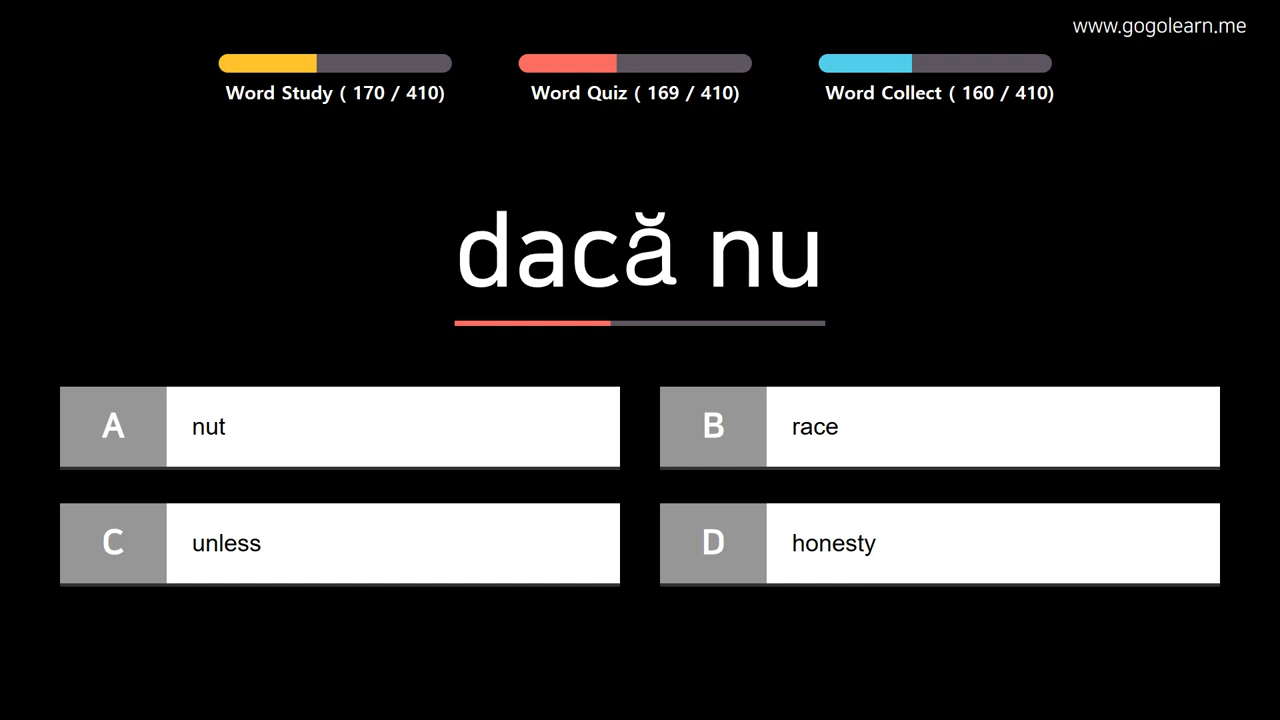 www.gogolearn.me
Word Study ( 170 / 410)
Word Quiz ( 169 / 410)
Word Collect ( 160 / 410)
dacă nu
A nut
B race
C unless
D honesty